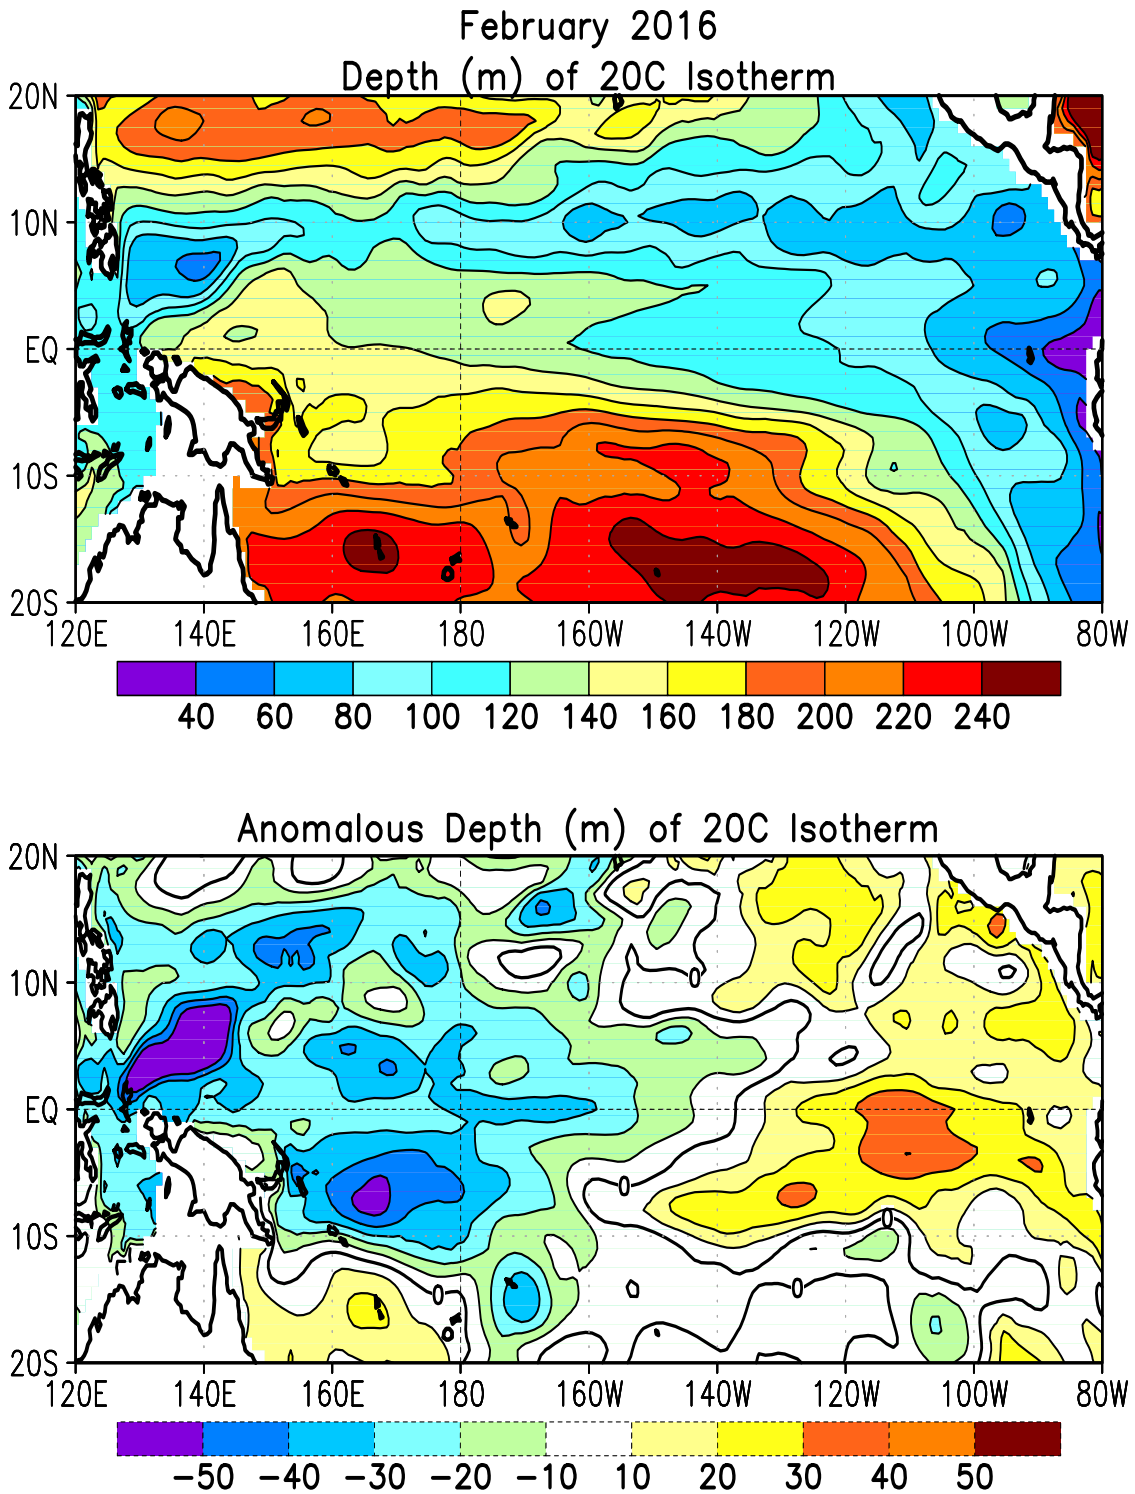 February 2016
Depth (m) of 20C Isotherm
20N
10N
EQ
10S
20S
120E 140E 160E 180 160W 140W 120W 100W 80W
40 60 80 100 120 140 160 180 200 220 240
Anomalous Depth (m) of 20C Isotherm
20N
10N
0
EQ
0
0
10S
0
0
20S
120E 140E 160E 180 160W 140W 120W 100W 80W
-50 -40 -30 -20 -10 10 20 30 40 50